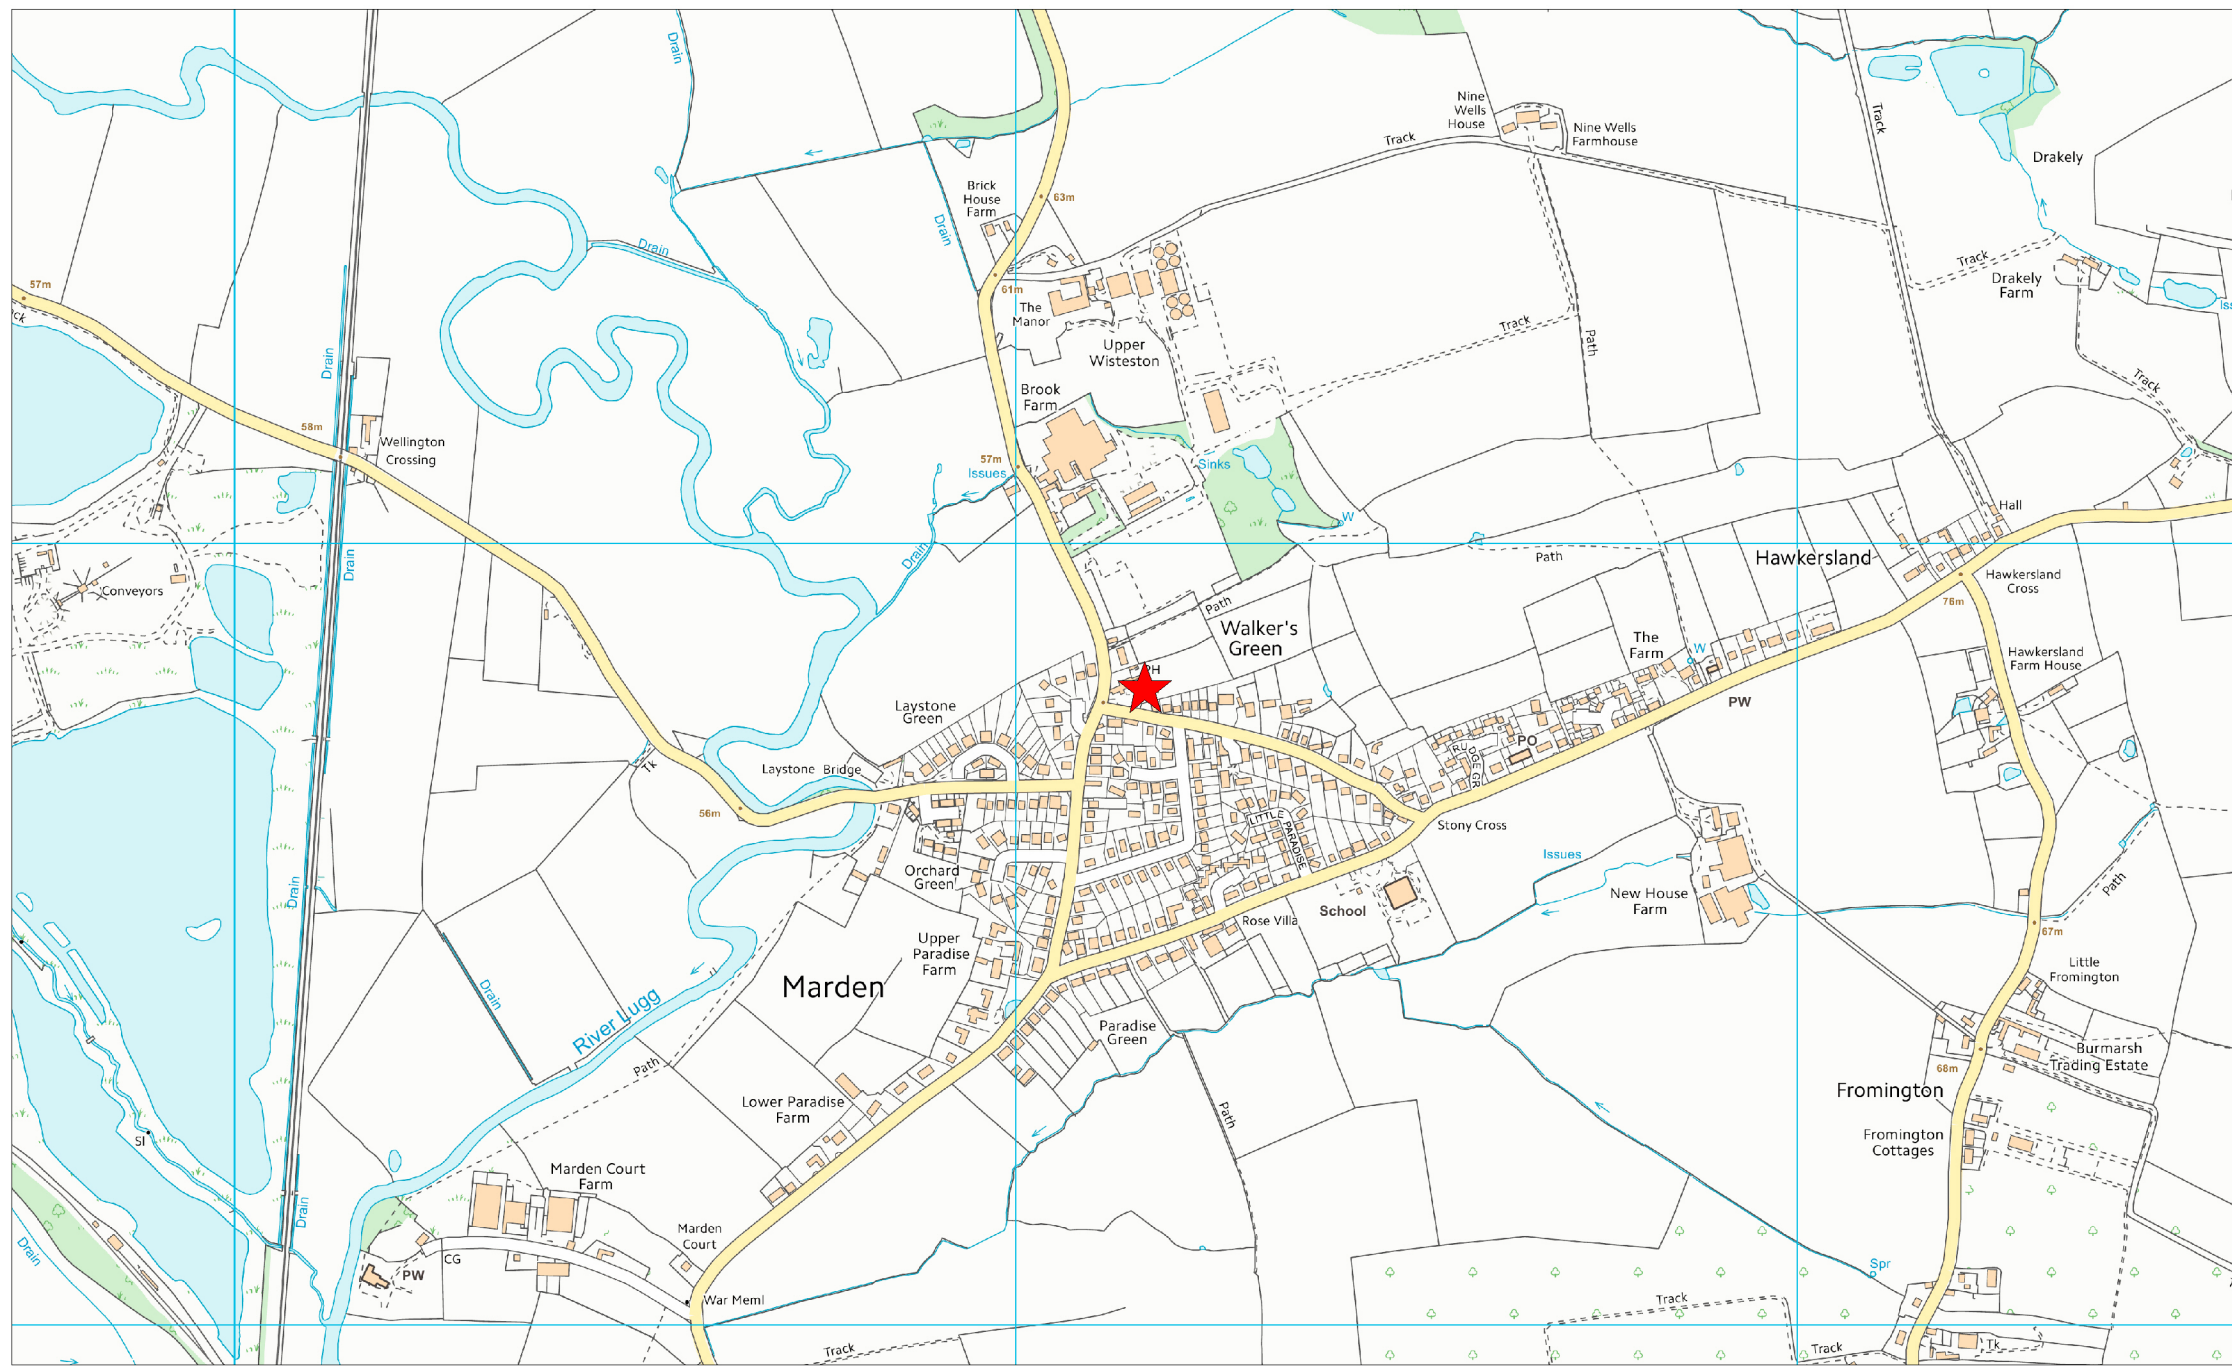 Drain
Nine
Wells
House
Nine Wells
Farmhouse
Track
Track
Drakely
Brick
House
Farm
63m
Drain
Drain
57m
ck
61m
The
Manor
Track
Drakely
Farm
Iss
Drain
Upper
Wisteston
Track
Path
Track
Brook
Farm
58m
Wellington
Crossing
57m
Issues
Sinks
W
Hall
Drain
Drain
Path
Hawkersland
Hawkersland
Cross
Conveyors
76m
Path
Walker's
Green
The
Farm
W
Hawkersland
Farm House
PH
PW
Laystone
Green
PO
RUDGE GR
Tk
Laystone Bridge
56m
LITTLE PARADISE
Stony Cross
Issues
Orchard
Green
Drain
New House
Farm
Path
School
Rose Villa
67m
Upper
Paradise
Farm
Little
Fromington
Marden
Drain
River Lugg
Paradise
Green
Burmarsh
Trading Estate
Path
68m
Fromington
Lower Paradise
Farm
Path
Fromington
Cottages
Sl
Marden Court
Farm
Drain
Marden
Court
Drain
CG
PW
War Meml
Spr
Track
Track
Track
Tk